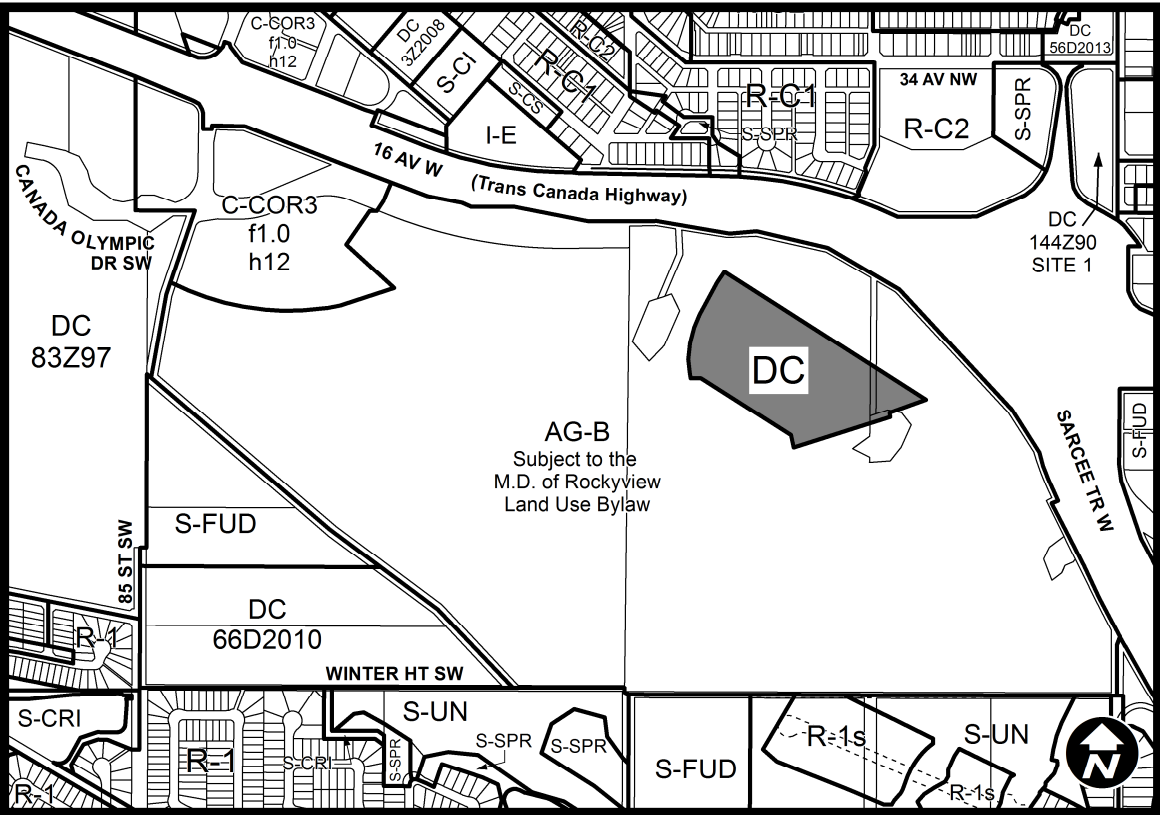 C-COR3
f1.0
h12
DC
3Z2008
S-CI
R-C2
R-C1
S-CS
I-E
R-C1
S-SPR
34 AV NW
R-C2
S-SPR
DC
56D2013
16 AV W
(Trans Canada Highway)
DC
144Z90
SITE 1
CANADA OLYMPIC
DR SW
C-COR3
f1.0
h12
DC
83Z97
DC
AG-B
Subject to the
M.D. of Rockyview
Land Use Bylaw
SARCEE TR W
S-FUD
S-FUD
85 ST SW
DC
66D2010
R-1
WINTER HT SW
S-CRI
R-1
R-1
S-CRI
S-SPR
S-UN
S-SPR
S-SPR
S-FUD
R-1s
S-UN
R-1s
N